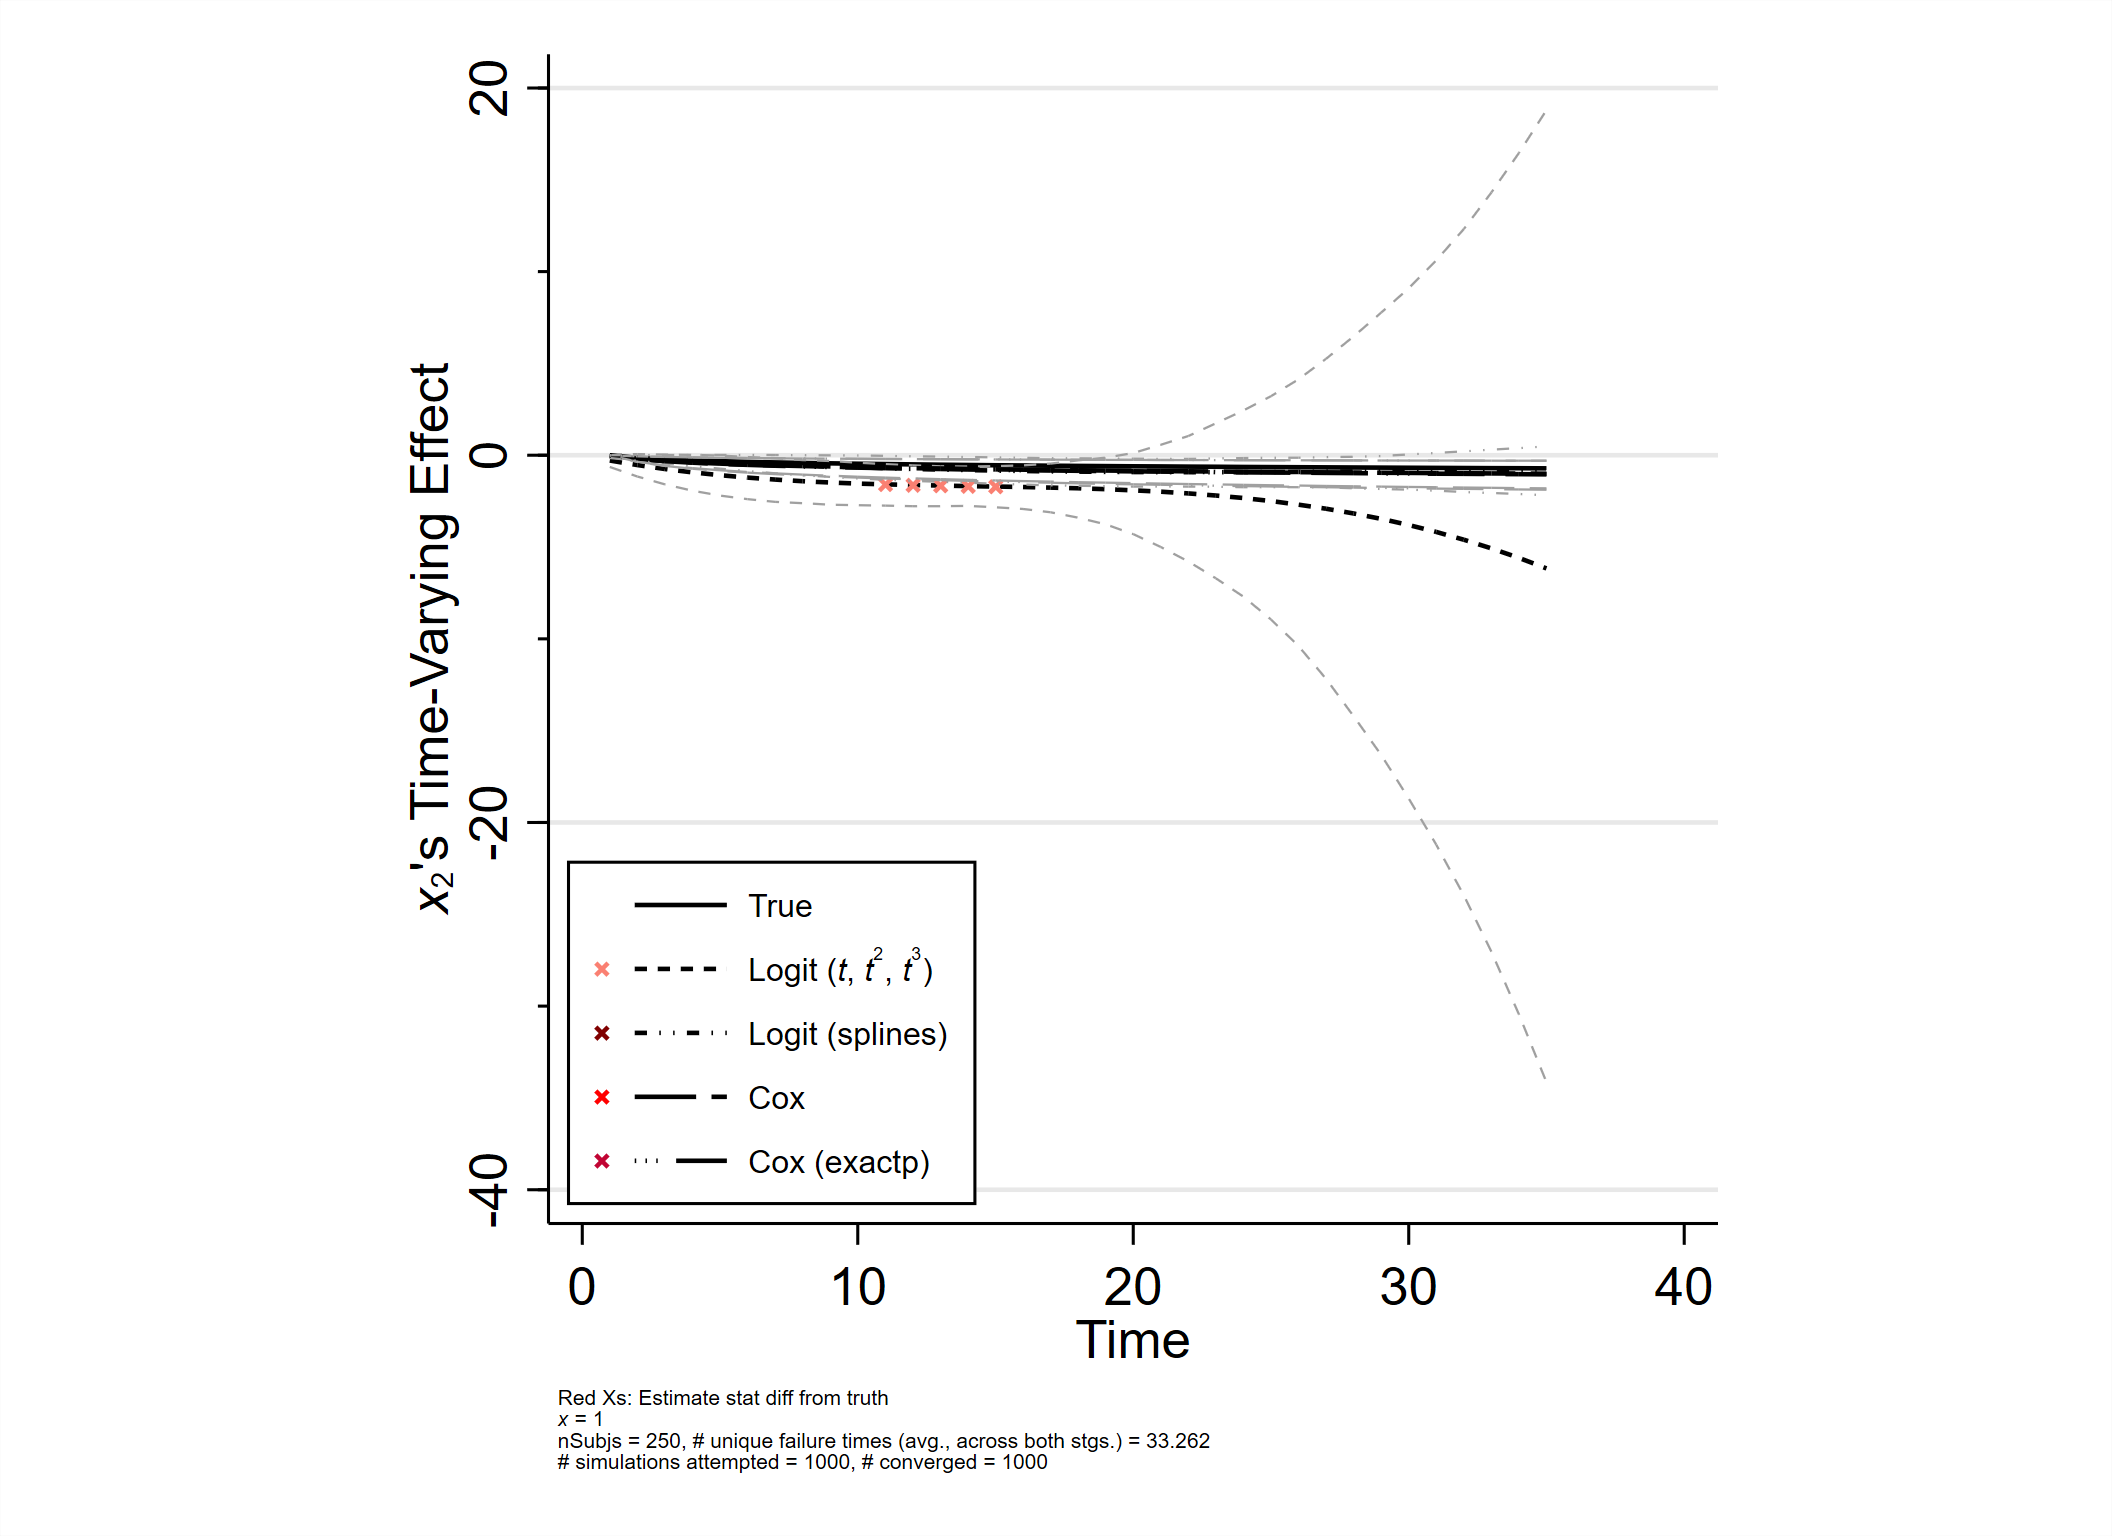 20
0
-20
-40
x₂'s Time-Varying Effect
True
Logit (t, t², t³)
Logit (splines)
Cox
Cox (exactp)
0 10 20 30 40
Time
Red Xs: Estimate stat diff from truth
x = 1
nSubjs = 250, # unique failure times (avg., across both stgs.) = 33.262
# simulations attempted = 1000, # converged = 1000